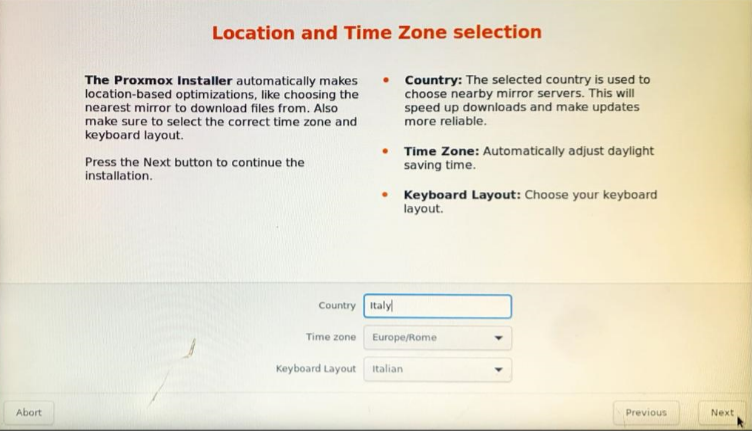 Location and Time Zone selection
The Proxmox Installer automatically makes
location-based optimizations, like choosing the
nearest mirror to download files from. Also
make sure to select the correct time zone and
keyboard layout.
Press the Next button to continue the
installation.
• Country: The selected country is used to
choose nearby mirror servers. This will
speed up downloads and make updates
more reliable.
• Time Zone: Automatically adjust daylight
saving time.
• Keyboard Layout: Choose your keyboard
layout.
Country Italy
Time zone Europe/Rome
Keyboard Layout Italian
Abort Previous Next